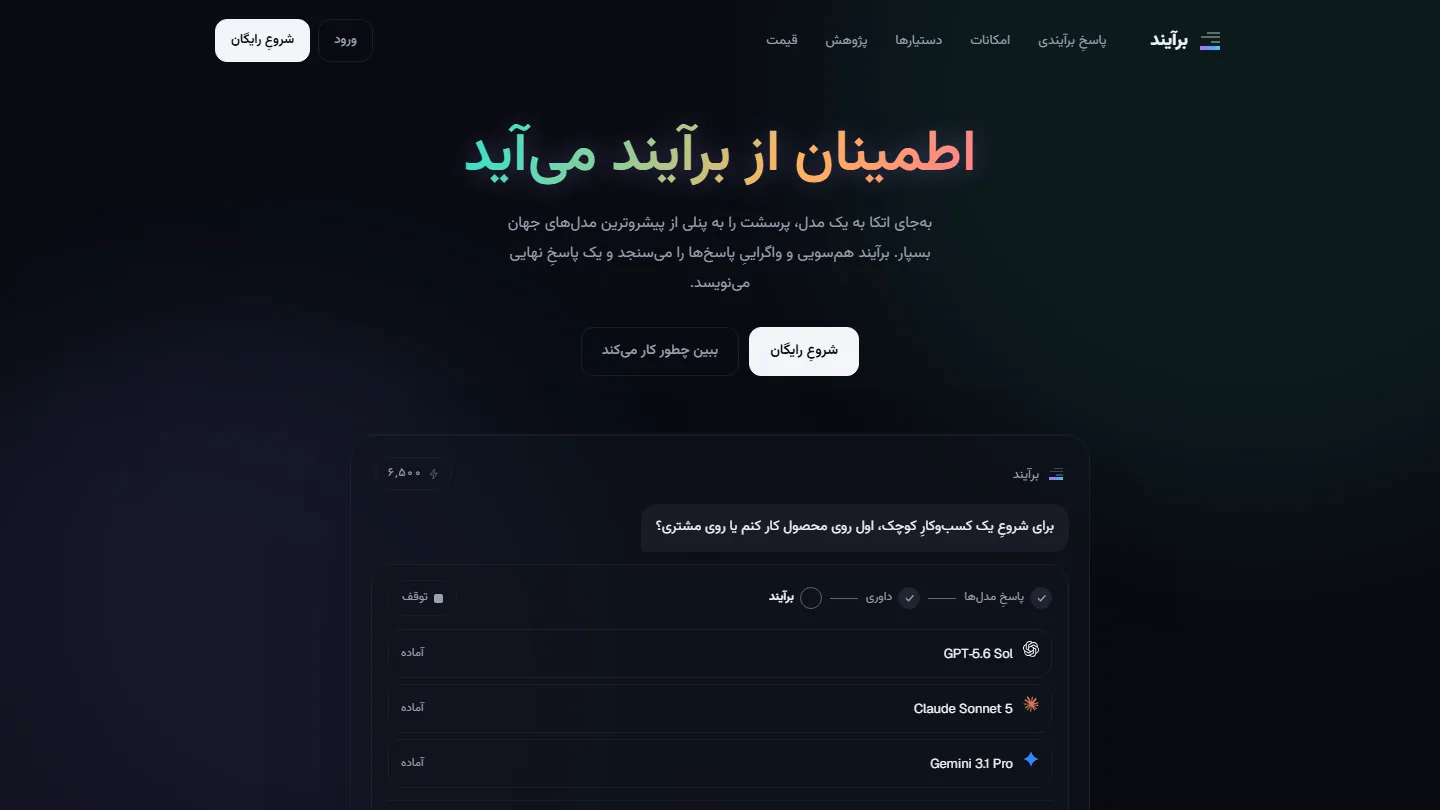 برآیند
پاسخِ برآیندی
امکانات
دستیارها
پژوهش
قیمت
ورود
شروعِ رایگان
اطمینان از برآیند می‌آید
به‌جای اتکا به یک مدل، پرسشت را به پنلی از پیشروترین مدل‌های جهان
بسپار. برآیند هم‌سویی و واگراییِ پاسخ‌ها را می‌سنجد و یک پاسخِ نهایی
می‌نویسد.
شروعِ رایگان
ببین چطور کار می‌کند
برآیند
۶,۵۰۰
برای شروعِ یک کسب‌وکارِ کوچک، اول روی محصول کار کنم یا روی مشتری؟
پاسخِ مدل‌ها
داوری
برآیند
توقف
GPT-5.6 Sol
آماده
Claude Sonnet 5
آماده
Gemini 3.1 Pro
آماده